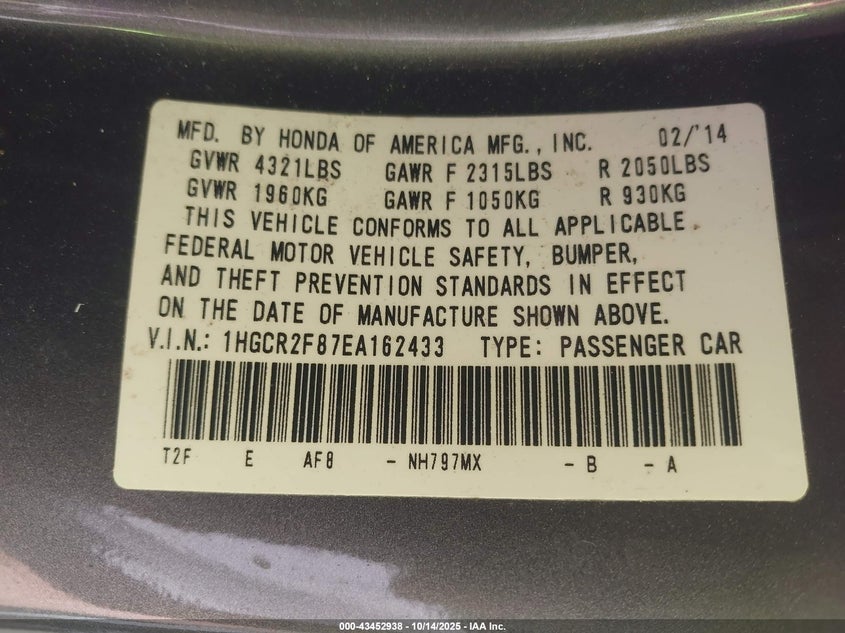 MFD. BY HONDA OF AMERICA MFG., INC. 02/'14
GVWR 4321LBS GAWR F 2315LBS R 2050LBS
GVWR 1960KG GAWR F 1050KG R 930KG
THIS VEHICLE CONFORMS TO ALL APPLICABLE
FEDERAL MOTOR VEHICLE SAFETY, BUMPER,
AND THEFT PREVENTION STANDARDS IN EFFECT
ON THE DATE OF MANUFACTURE SHOWN ABOVE.
V.I.N.: 1HGCR2F87EA162433 TYPE: PASSENGER CAR
T2F E AF8 - NH797MX - B - A
000-43452938 - 10/14/2025 - IAA Inc.